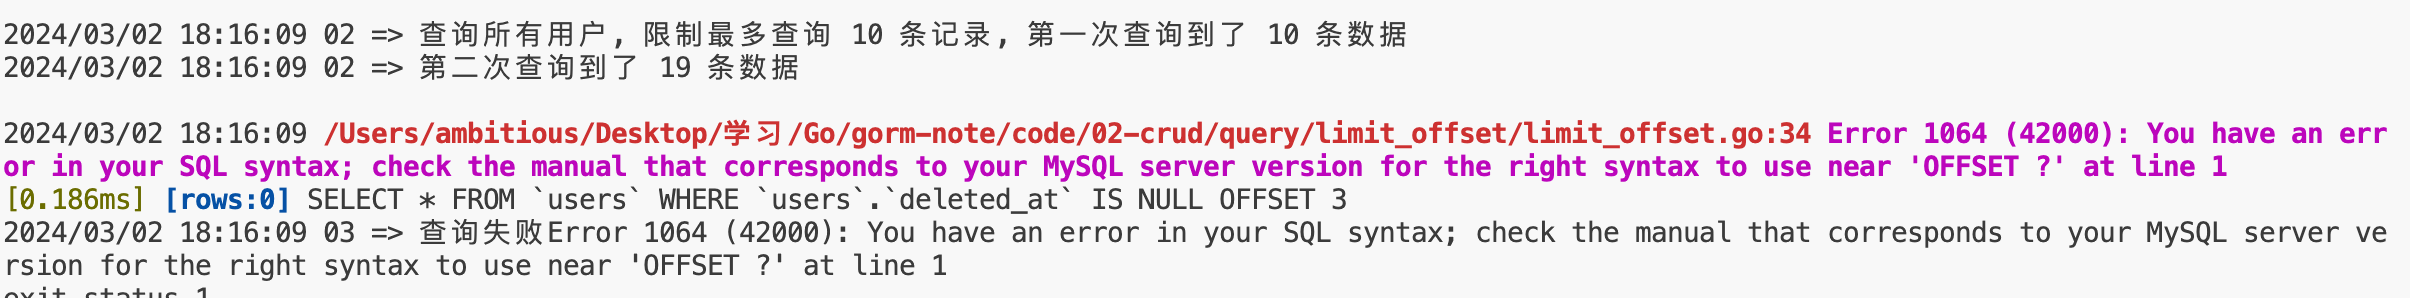 2024/03/02 18:16:09 02 => 查询所有用户, 限制最多查询 10 条记录, 第一次查询到了 10 条数据
2024/03/02 18:16:09 02 => 第二次查询到了 19 条数据
2024/03/02 18:16:09 /Users/ambitious/Desktop/学习/Go/gorm-note/code/02-crud/query/limit_offset/limit_offset.go:34 Error 1064 (42000): You have an err
or in your SQL syntax; check the manual that corresponds to your MySQL server version for the right syntax to use near 'OFFSET ?' at line 1
[0.186ms] [rows:0] SELECT * FROM `users` WHERE `users`.`deleted_at` IS NULL OFFSET 3
2024/03/02 18:16:09 03 => 查询失败Error 1064 (42000): You have an error in your SQL syntax; check the manual that corresponds to your MySQL server ve
rsion for the right syntax to use near 'OFFSET ?' at line 1
exit status 1